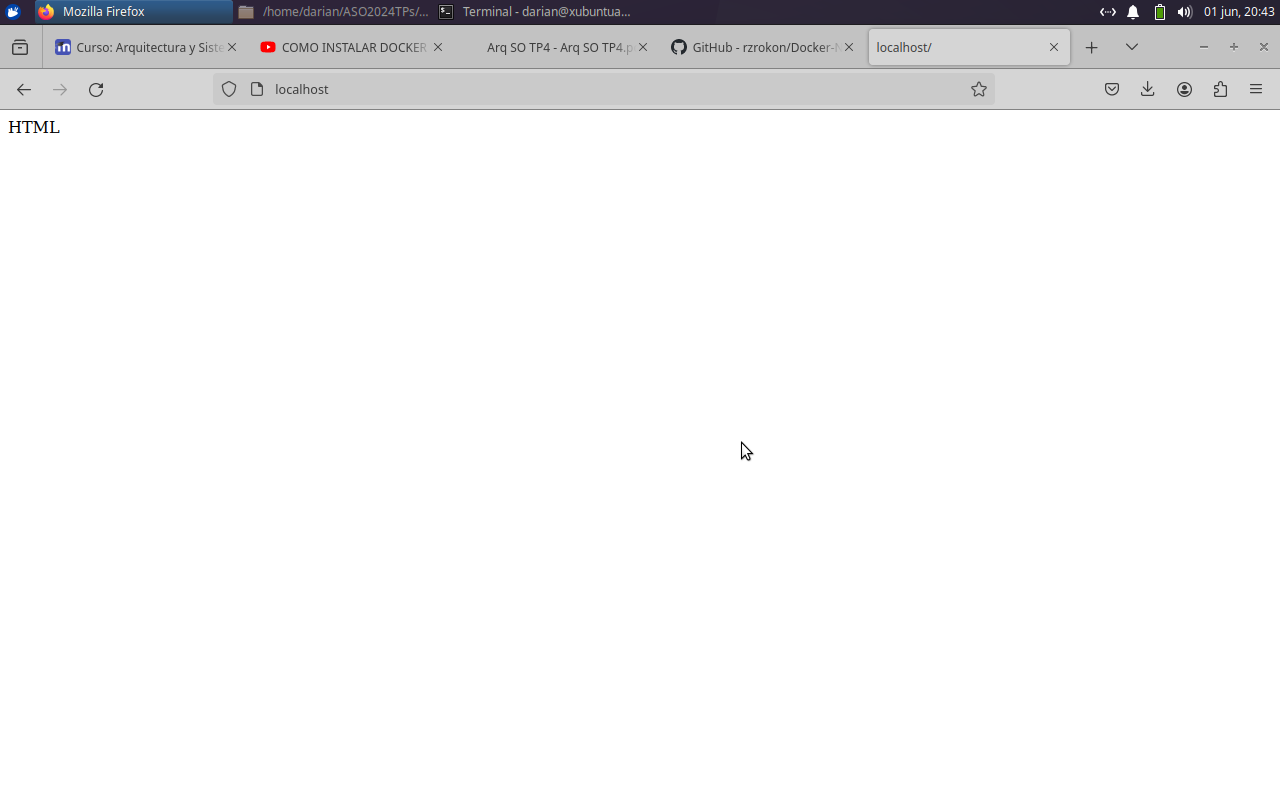 Mozilla Firefox
/home/darian/ASO2024TPs/...
Terminal - darian@xubuntua...
01 jun, 20:43
Curso: Arquitectura y Siste
COMO INSTALAR DOCKER
Arq SO TP4 - Arq SO TP4.p
GitHub - rzrokon/Docker-
localhost/
localhost
HTML